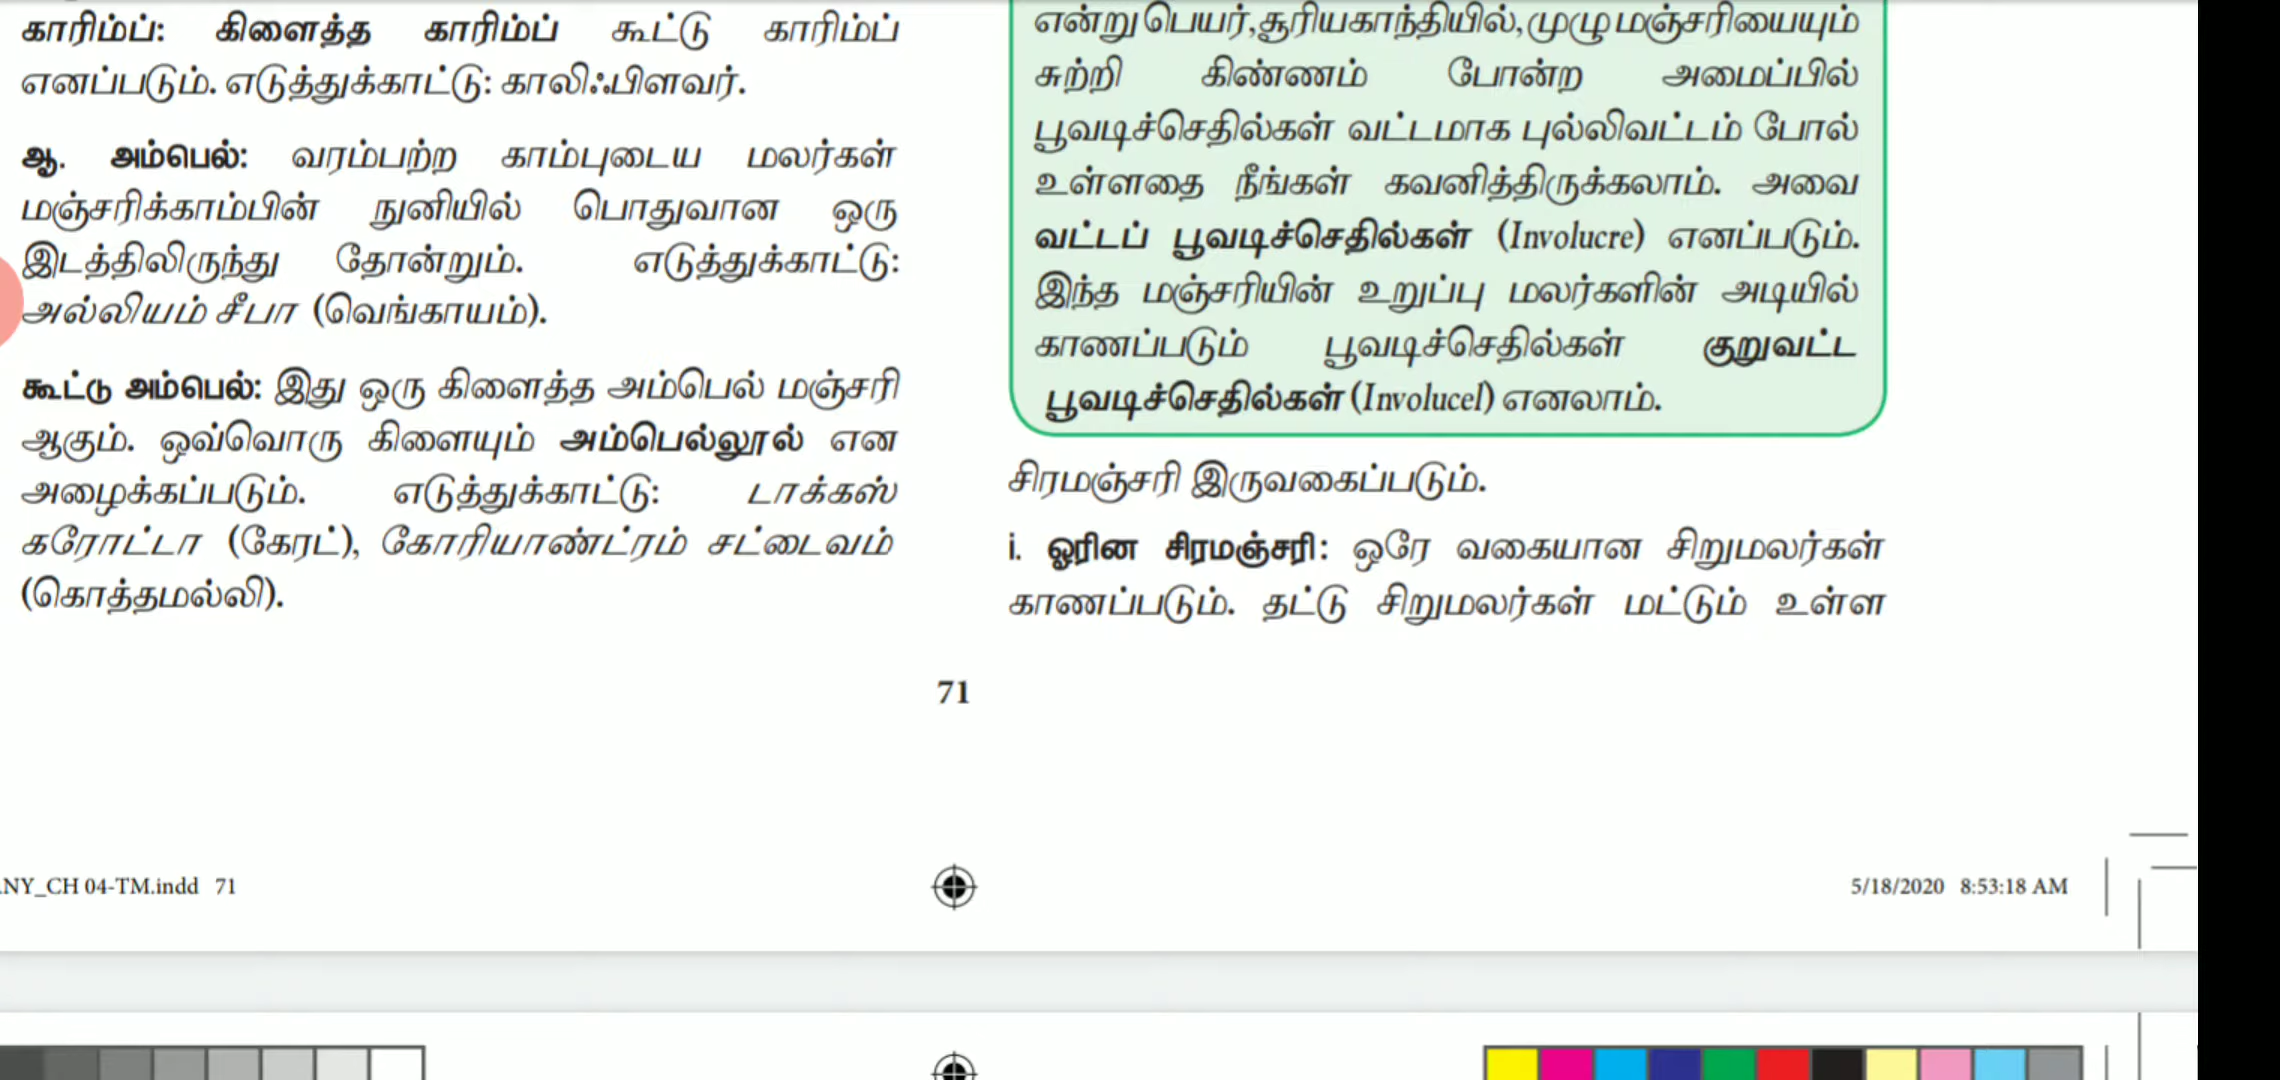 காரிம்ப்: கிளைத்த காரிம்ப் கூட்டு காரிம்ப்
எனப்படும். எடுத்துக்காட்டு: காலிஃபிளவர்.
ஆ. அம்பெல்: வரம்பற்ற காம்புடைய மலர்கள்
மஞ்சரிக்காம்பின் நுனியில் பொதுவான ஒரு
இடத்திலிருந்து தோன்றும். எடுத்துக்காட்டு:
அல்லியம் சீபா (வெங்காயம்).
கூட்டு அம்பெல்: இது ஒரு கிளைத்த அம்பெல் மஞ்சரி
ஆகும். ஒவ்வொரு கிளையும் அம்பெல்லூல் என
அழைக்கப்படும். எடுத்துக்காட்டு: டாக்கஸ்
கரோட்டா (கேரட்), கோரியாண்ட்ரம் சட்டைவம்
(கொத்தமல்லி).
என்று பெயர்,சூரியகாந்தியில்,முழு மஞ்சரியையும்
சுற்றி கிண்ணம் போன்ற அமைப்பில்
பூவடிச்செதில்கள் வட்டமாக புல்லிவட்டம் போல்
உள்ளதை நீங்கள் கவனித்திருக்கலாம். அவை
வட்டப் பூவடிச்செதில்கள் (Involucre) எனப்படும்.
இந்த மஞ்சரியின் உறுப்பு மலர்களின் அடியில்
காணப்படும் பூவடிச்செதில்கள் குறுவட்ட
பூவடிச்செதில்கள் (Involucel) எனலாம்.
சிரமஞ்சரி இருவகைப்படும்.
i. ஓரின சிரமஞ்சரி: ஒரே வகையான சிறுமலர்கள்
காணப்படும். தட்டு சிறுமலர்கள் மட்டும் உள்ள
71
NY_CH 04-TM.indd 71
5/18/2020 8:53:18 AM